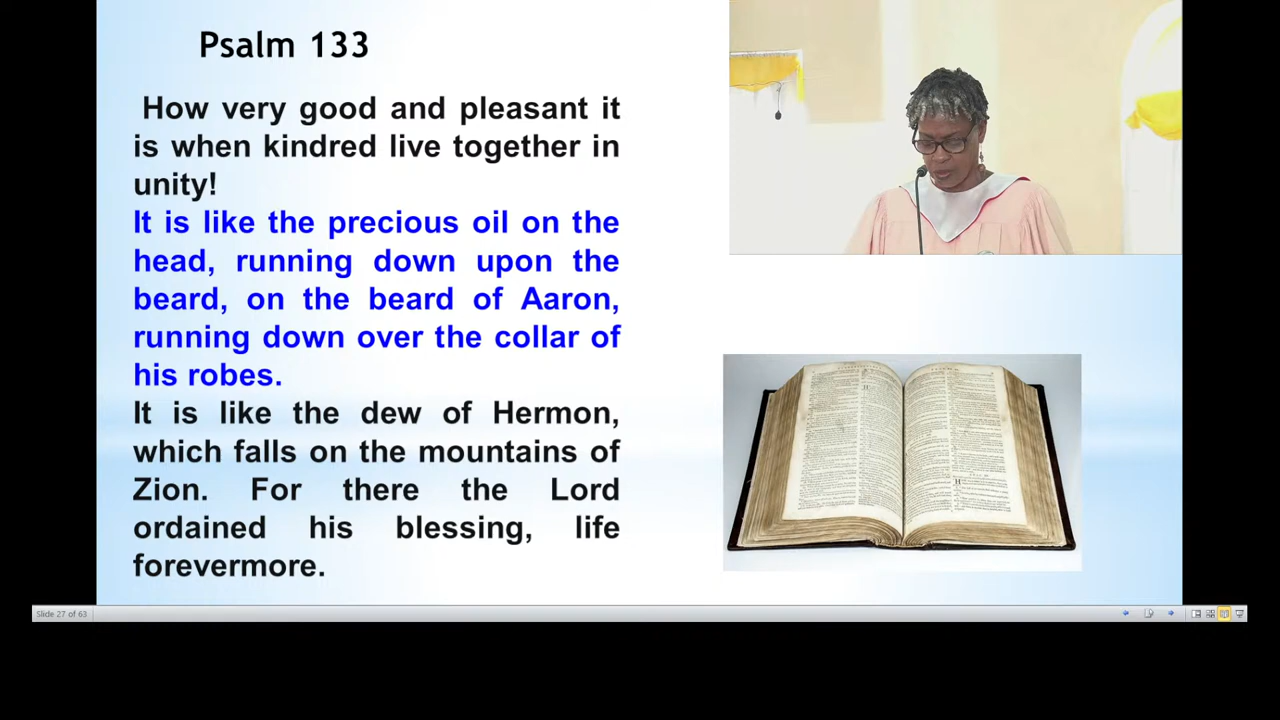 Psalm 133
How very good and pleasant it
is when kindred live together in
unity!
It is like the precious oil on the
head, running down upon the
beard, on the beard of Aaron,
running down over the collar of
his robes.
It is like the dew of Hermon,
which falls on the mountains of
Zion. For there the Lord
ordained his blessing, life
forevermore.
Slide 27 of 63